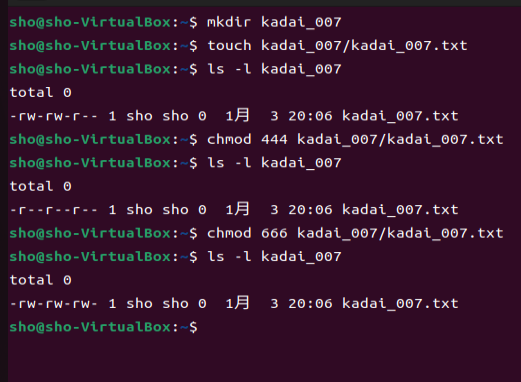 sho@sho-VirtualBox:~$ mkdir kadai_007
sho@sho-VirtualBox:~$ touch kadai_007/kadai_007.txt
sho@sho-VirtualBox:~$ ls -l kadai_007
total 0
-rw-rw-r-- 1 sho sho 0  1月  3 20:06 kadai_007.txt
sho@sho-VirtualBox:~$ chmod 444 kadai_007/kadai_007.txt
sho@sho-VirtualBox:~$ ls -l kadai_007
total 0
-r--r--r-- 1 sho sho 0  1月  3 20:06 kadai_007.txt
sho@sho-VirtualBox:~$ chmod 666 kadai_007/kadai_007.txt
sho@sho-VirtualBox:~$ ls -l kadai_007
total 0
-rw-rw-rw- 1 sho sho 0  1月  3 20:06 kadai_007.txt
sho@sho-VirtualBox:~$